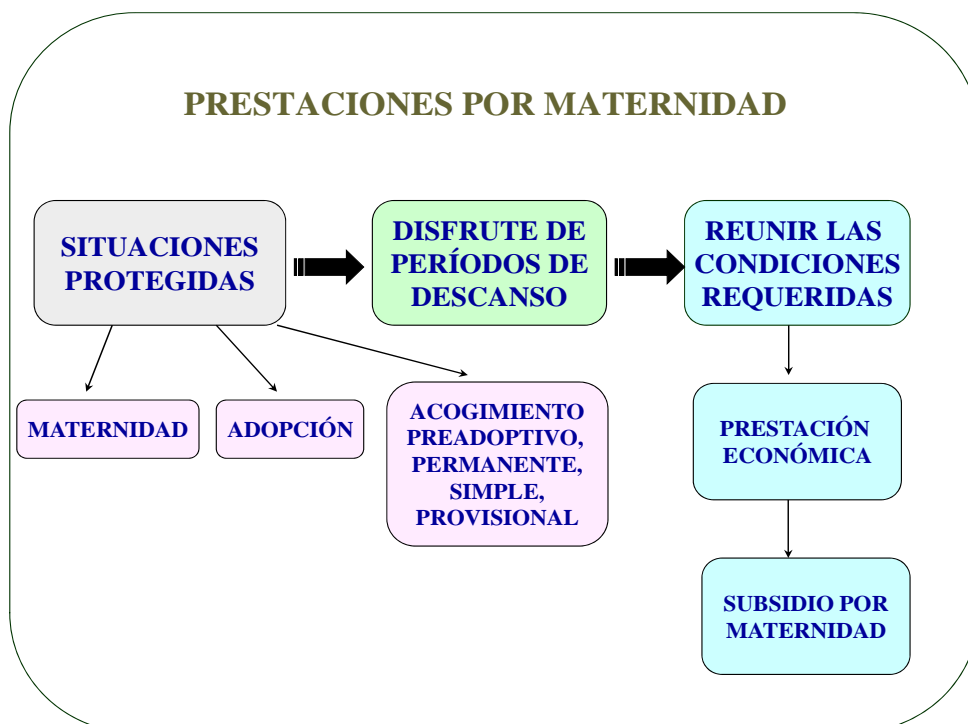 PRESTACIONES POR MATERNIDAD
SITUACIONES
PROTEGIDAS
DISFRUTE DE
PERÍODOS DE
DESCANSO
REUNIR LAS
CONDICIONES
REQUERIDAS
MATERNIDAD
ADOPCIÓN
ACOGIMIENTO
PREADOPTIVO,
PERMANENTE,
SIMPLE,
PROVISIONAL
PRESTACIÓN
ECONÓMICA
SUBSIDIO POR
MATERNIDAD